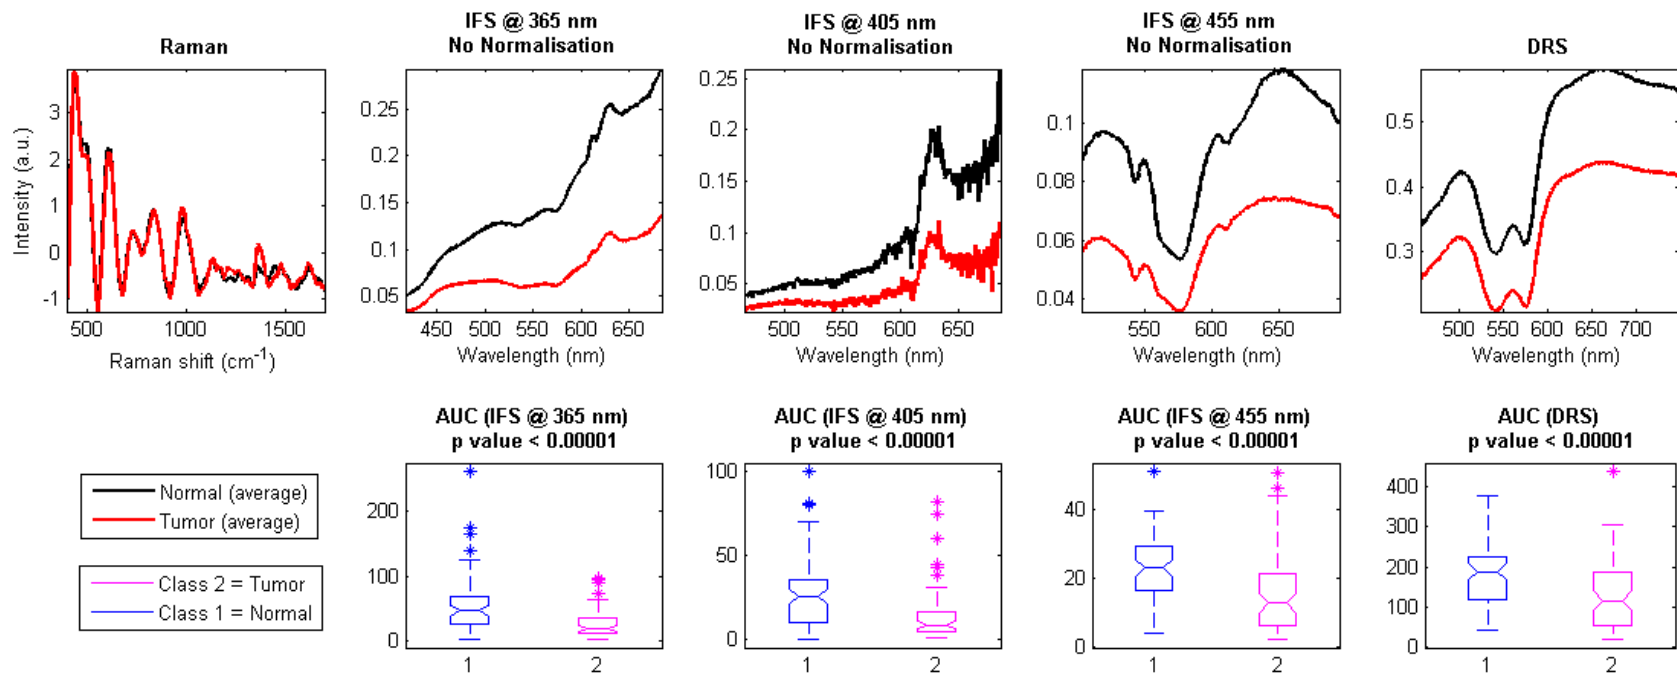 Raman
IFS @ 365 nm
No Normalisation
IFS @ 405 nm
No Normalisation
IFS @ 455 nm
No Normalisation
DRS
Intensity (a.u.)
3
2
1
0
-1
500 1000 1500
Raman shift (cm⁻¹)
0.25
0.2
0.15
0.1
0.05
450 500 550 600 650
Wavelength (nm)
0.25
0.2
0.15
0.1
0.05
500 550 600 650
Wavelength (nm)
0.1
0.08
0.06
0.04
550 600 650
Wavelength (nm)
0.5
0.4
0.3
500 550 600 650 700
Wavelength (nm)
Normal (average)
Tumor (average)
Class 2 = Tumor
Class 1 = Normal
AUC (IFS @ 365 nm)
p value < 0.00001
200
100
0
1 2
AUC (IFS @ 405 nm)
p value < 0.00001
100
50
0
1 2
AUC (IFS @ 455 nm)
p value < 0.00001
40
20
0
1 2
AUC (DRS)
p value < 0.00001
400
300
200
100
0
1 2